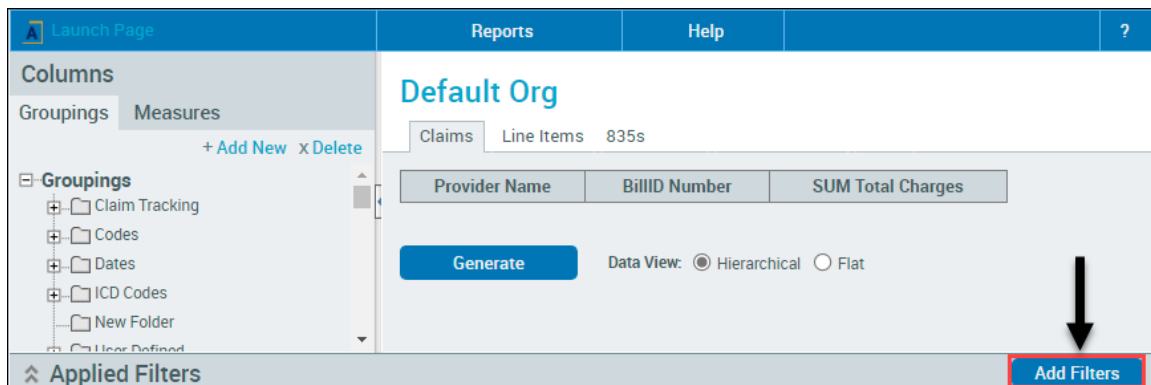 A Launch Page Reports Help ?
Columns
Groupings Measures
+ Add New x Delete
Groupings
Claim Tracking
Codes
Dates
ICD Codes
New Folder
User Defined
Default Org
Claims Line Items 835s
Provider Name BillID Number SUM Total Charges
Generate Data View: Hierarchical Flat
Applied Filters Add Filters